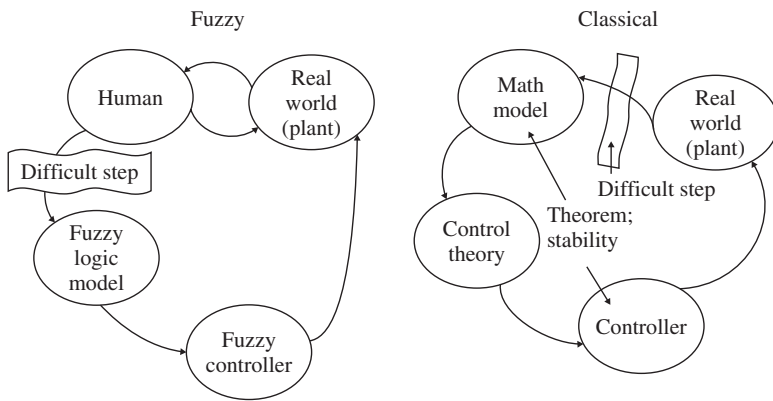 Fuzzy
Human
Real
world
(plant)
Difficult step
Fuzzy
logic
model
Fuzzy
controller
Classical
Math
model
Real
world
(plant)
Difficult step
Theorem;
stability
Control
theory
Controller